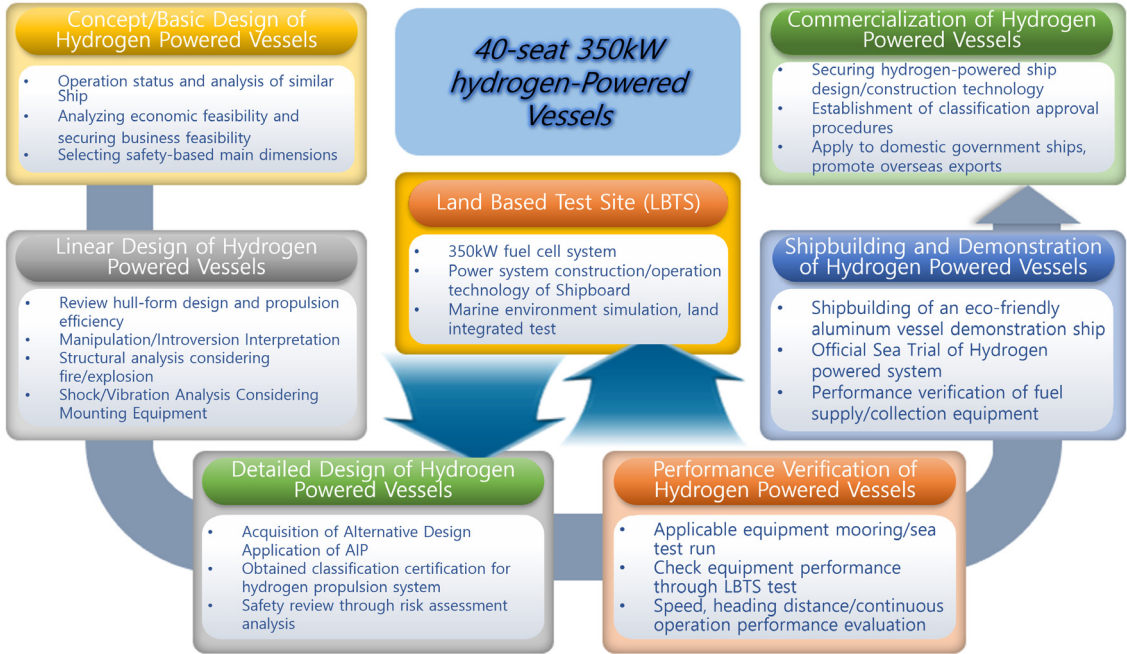 Concept/Basic Design of
Hydrogen Powered Vessels
• Operation status and analysis of similar
Ship
• Analyzing economic feasibility and
securing business feasibility
• Selecting safety-based main dimensions
40-seat 350kW
hydrogen-Powered
Vessels
Commercialization of Hydrogen
Powered Vessels
• Securing hydrogen-powered ship
design/construction technology
• Establishment of classification approval
procedures
• Apply to domestic government ships,
promote overseas exports
Land Based Test Site (LBTS)
• 350kW fuel cell system
• Power system construction/operation
technology of Shipboard
• Marine environment simulation, land
integrated test
Linear Design of Hydrogen
Powered Vessels
• Review hull-form design and propulsion
efficiency
• Manipulation/Introversion Interpretation
• Structural analysis considering
fire/explosion
• Shock/Vibration Analysis Considering
Mounting Equipment
Shipbuilding and Demonstration
of Hydrogen Powered Vessels
• Shipbuilding of an eco-friendly
aluminum vessel demonstration ship
• Official Sea Trial of Hydrogen
powered system
• Performance verification of fuel
supply/collection equipment
Detailed Design of Hydrogen
Powered Vessels
• Acquisition of Alternative Design
Application of AIP
• Obtained classification certification for
hydrogen propulsion system
• Safety review through risk assessment
analysis
Performance Verification of
Hydrogen Powered Vessels
• Applicable equipment mooring/sea
test run
• Check equipment performance
through LBTS test
• Speed, heading distance/continuous
operation performance evaluation